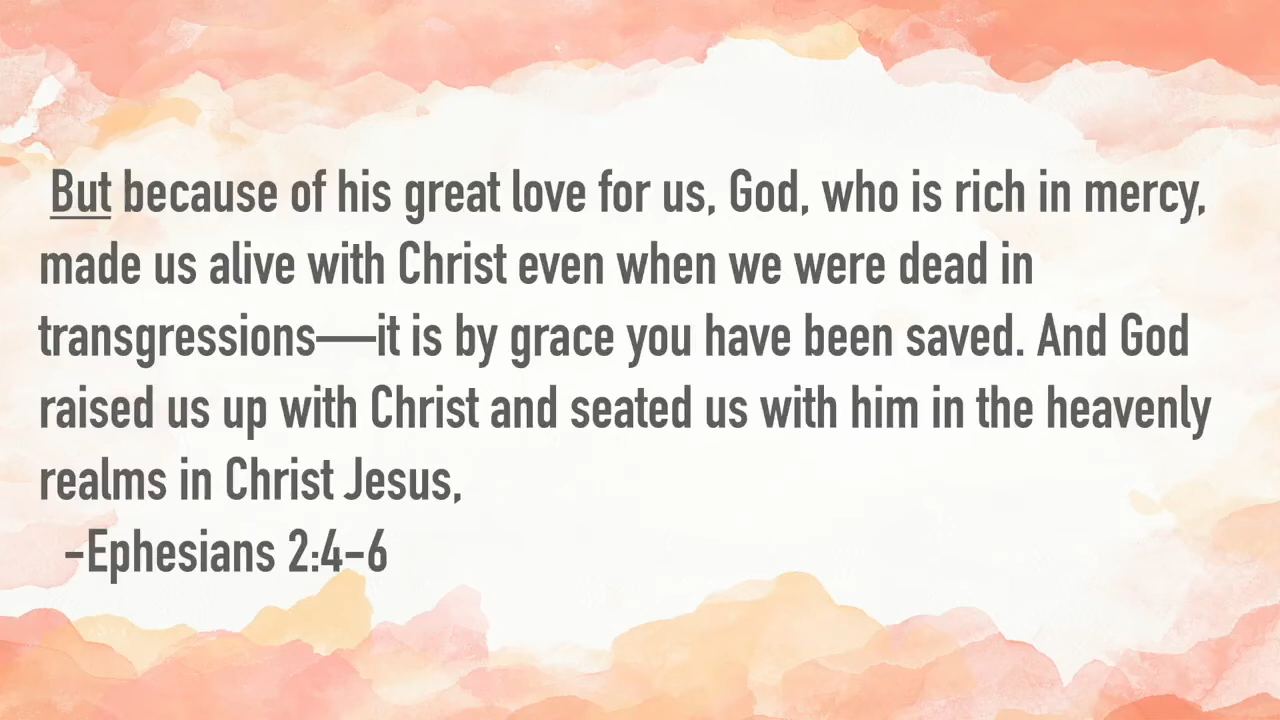 But because of his great love for us, God, who is rich in mercy,
made us alive with Christ even when we were dead in
transgressions—it is by grace you have been saved. And God
raised us up with Christ and seated us with him in the heavenly
realms in Christ Jesus,
-Ephesians 2:4-6